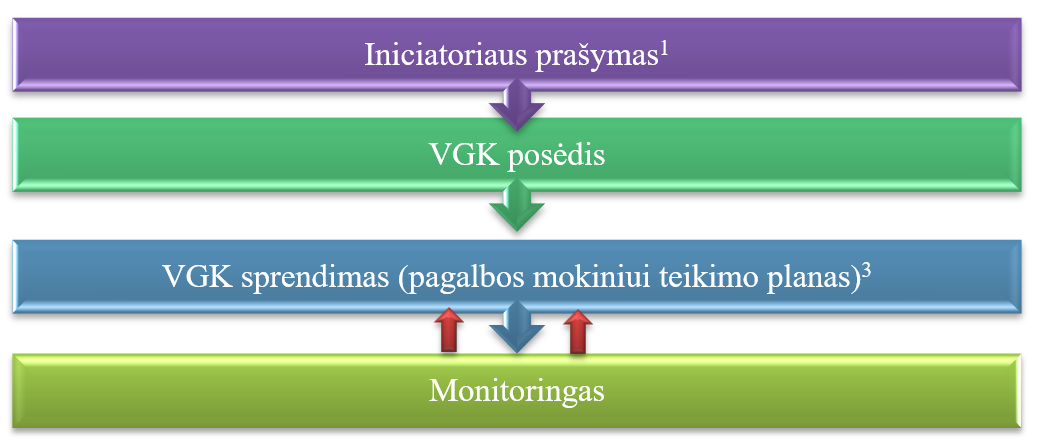 Iniciatoriaus prašymas¹
VGK posėdis
VGK sprendimas (pagalbos mokiniui teikimo planas)³
Monitoringas